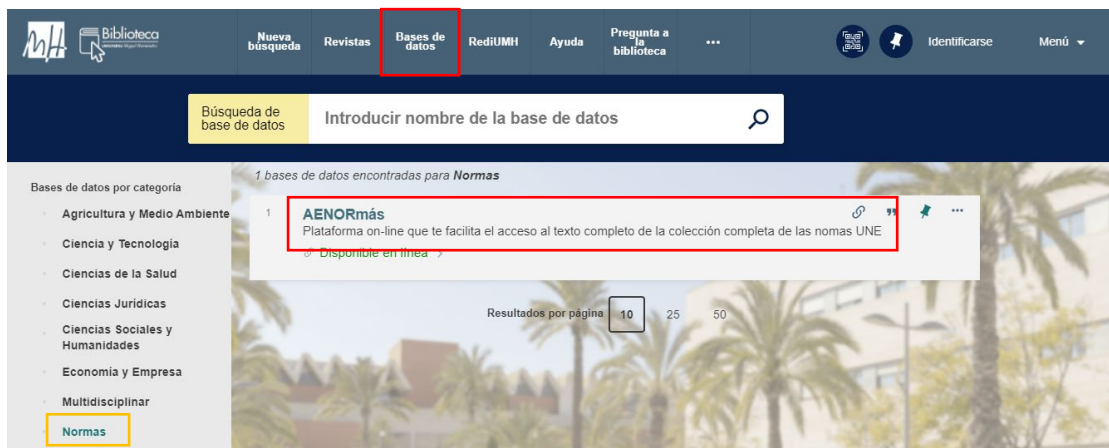 Biblioteca
UNIVERSITAS Miguel Hernández
Nueva
búsqueda
Revistas
Bases de
datos
RediUMH
Ayuda
Pregunta a
la
biblioteca
...
Identificarse
Menú
Búsqueda de
base de datos
Introducir nombre de la base de datos
Bases de datos por categoría
Agricultura y Medio Ambiente
Ciencia y Tecnología
Ciencias de la Salud
Ciencias Jurídicas
Ciencias Sociales y
Humanidades
Economía y Empresa
Multidisciplinar
Normas
1 bases de datos encontradas para Normas
1
AENORmás
Plataforma on-line que te facilita el acceso al texto completo de la colección completa de las nomas UNE
Disponible en línea >
Resultados por página 10 25 50